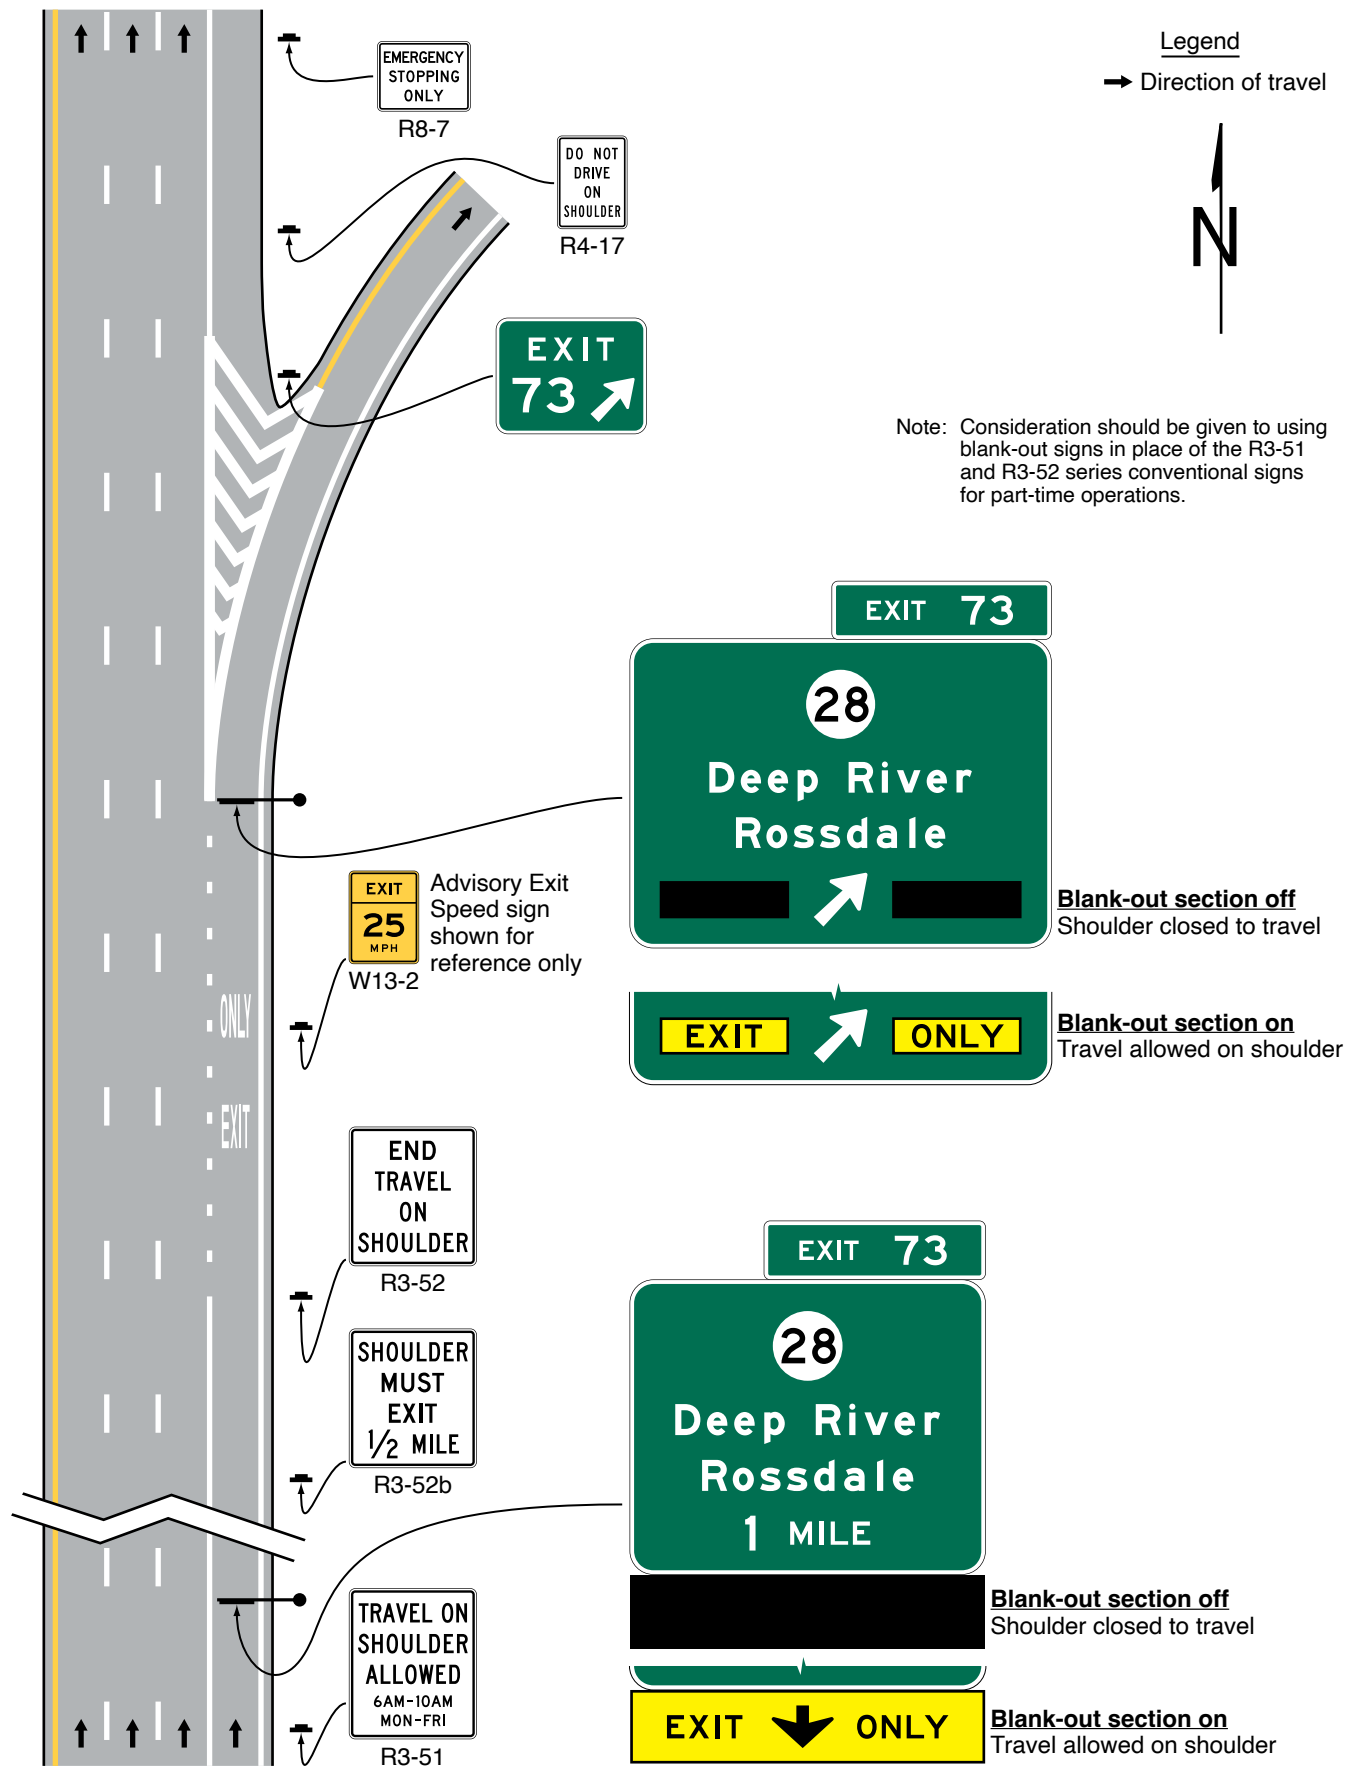 EMERGENCY
STOPPING
ONLY
R8-7
Legend
Direction of travel
DO NOT
DRIVE
ON
SHOULDER
R4-17
N
EXIT
73
Note: Consideration should be given to using
blank-out signs in place of the R3-51
and R3-52 series conventional signs
for part-time operations.
EXIT 73
28
Deep River
Rossdale
Blank-out section off
Shoulder closed to travel
EXIT
25
MPH
W13-2
Advisory Exit
Speed sign
shown for
reference only
EXIT ONLY
Blank-out section on
Travel allowed on shoulder
ONLY
EXIT
END
TRAVEL
ON
SHOULDER
R3-52
SHOULDER
MUST
EXIT
1/2 MILE
R3-52b
EXIT 73
28
Deep River
Rossdale
1 MILE
Blank-out section off
Shoulder closed to travel
TRAVEL ON
SHOULDER
ALLOWED
6AM-10AM
MON-FRI
R3-51
EXIT ONLY
Blank-out section on
Travel allowed on shoulder